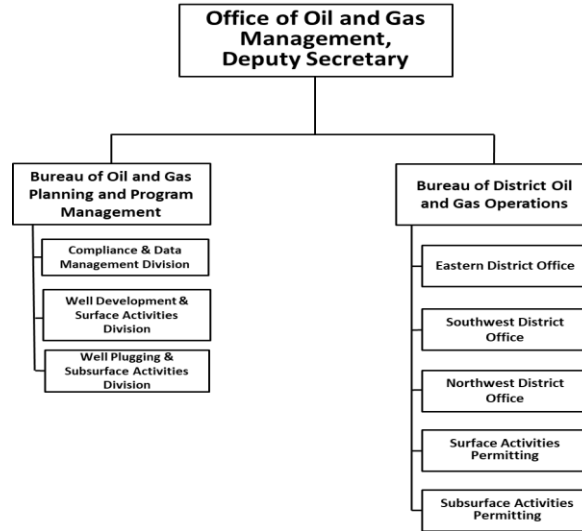 Office of Oil and Gas
Management,
Deputy Secretary
Bureau of Oil and Gas
Planning and Program
Management
Compliance & Data
Management Division
Well Development &
Surface Activities
Division
Well Plugging &
Subsurface Activities
Division
Bureau of District Oil
and Gas Operations
Eastern District Office
Southwest District
Office
Northwest District
Office
Surface Activities
Permitting
Subsurface Activities
Permitting